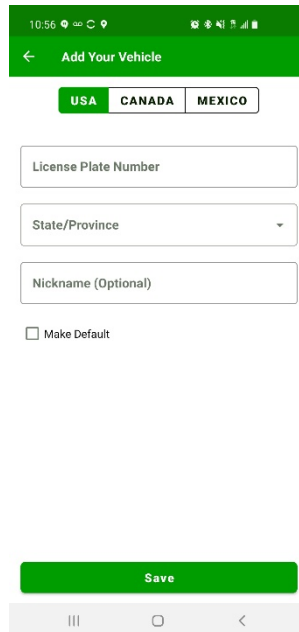 10:56
Add Your Vehicle
USA CANADA MEXICO
License Plate Number
State/Province
Nickname (Optional)
Make Default
Save